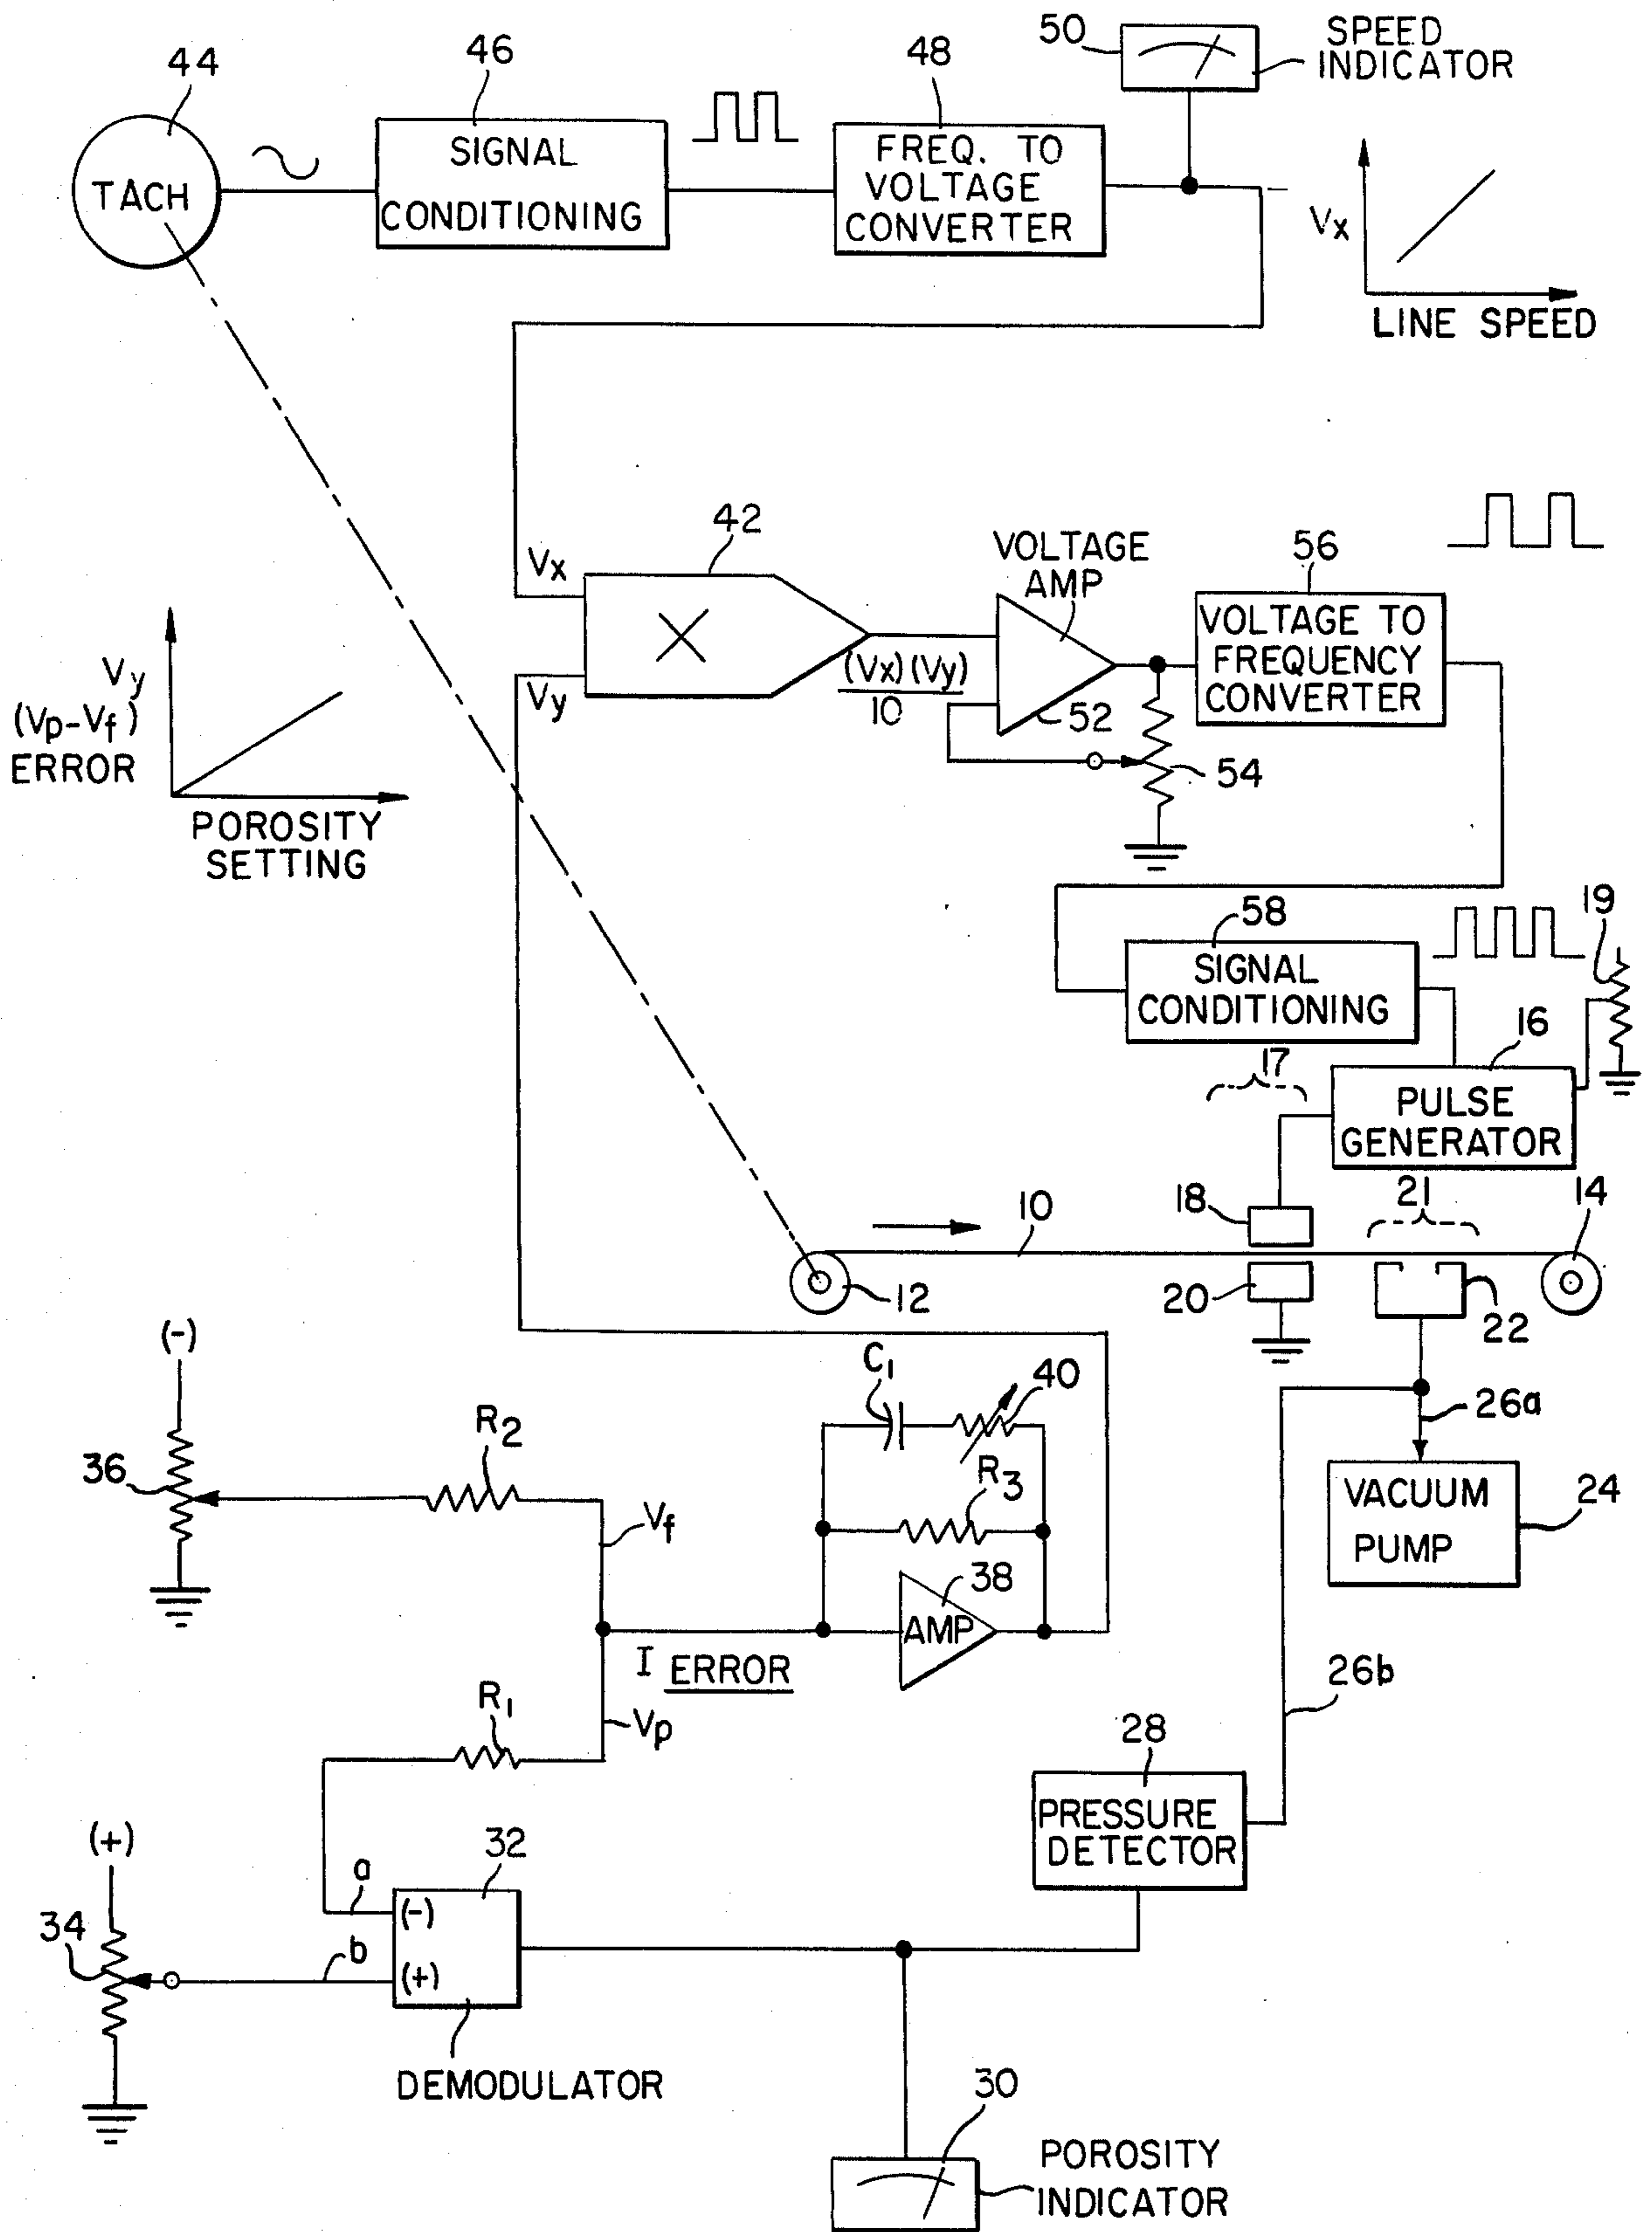 50
SPEED
INDICATOR
44
46
48
TACH
SIGNAL
CONDITIONING
FREQ. TO
VOLTAGE
CONVERTER
Vx
LINE SPEED
42
VOLTAGE
AMP
56
Vx
X
Vy
(Vx)(Vy)
10
52
54
VOLTAGE TO
FREQUENCY
CONVERTER
Vy
(Vp-Vf)
ERROR
POROSITY
SETTING
58
19
SIGNAL
CONDITIONING
16
17
PULSE
GENERATOR
18
21
14
10
12
20
22
(-)
C1
40
26a
R2
36
R3
VACUUM
PUMP
24
Vf
38
AMP
I ERROR
26b
R1
Vp
28
PRESSURE
DETECTOR
(+)
32
a
34
(-)
b
(+)
DEMODULATOR
30
POROSITY
INDICATOR